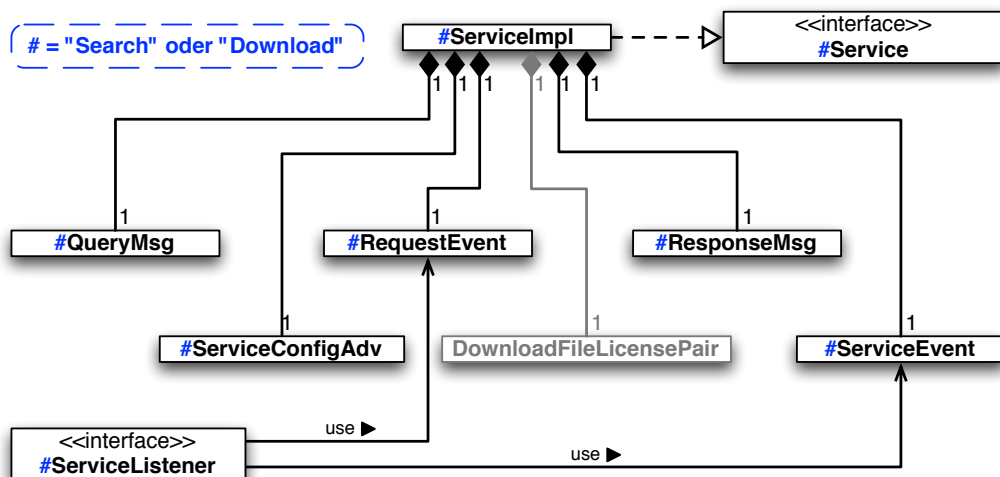 # = "Search" oder "Download"
#ServiceImpl
<<interface>>
#Service
1 1 1 1 1 1
1 1 1
#QueryMsg #RequestEvent #ResponseMsg
1 1 1
#ServiceConfigAdv DownloadFileLicensePair #ServiceEvent
use ▶
<<interface>>
#ServiceListener
use ▶